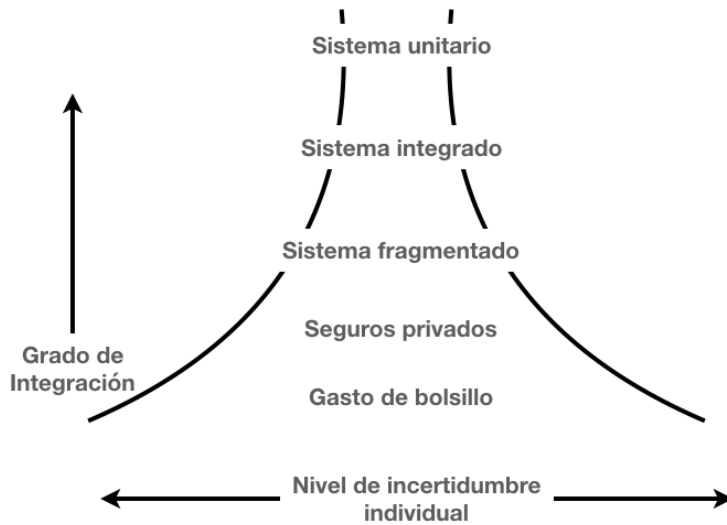 Sistema unitario
Sistema integrado
Sistema fragmentado
Seguros privados
Grado de
Integración
Gasto de bolsillo
Nivel de incertidumbre
individual